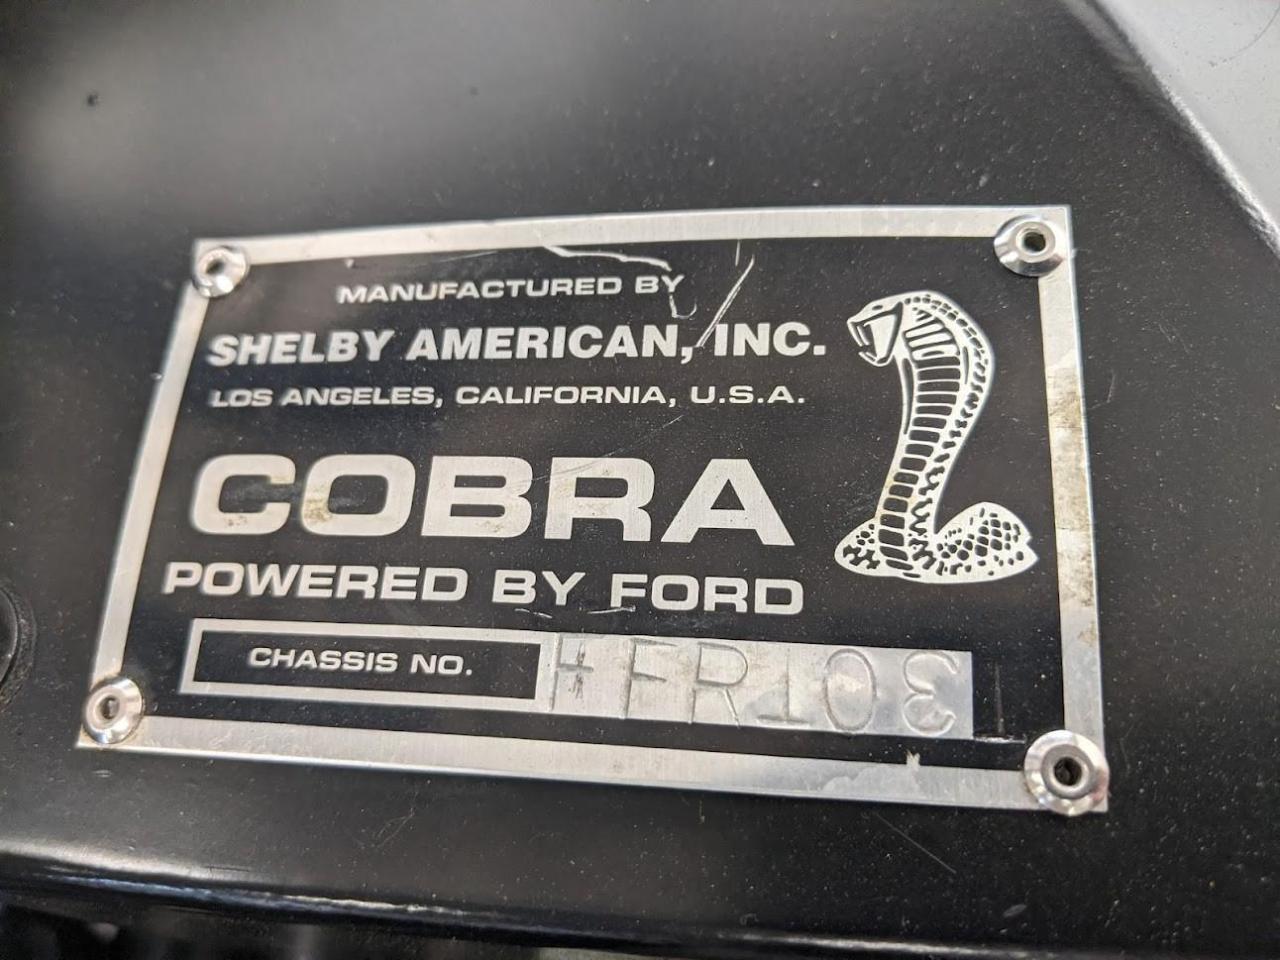 MANUFACTURED BY
SHELBY AMERICAN, INC.
LOS ANGELES, CALIFORNIA, U.S.A.
COBRA
POWERED BY FORD
CHASSIS NO.